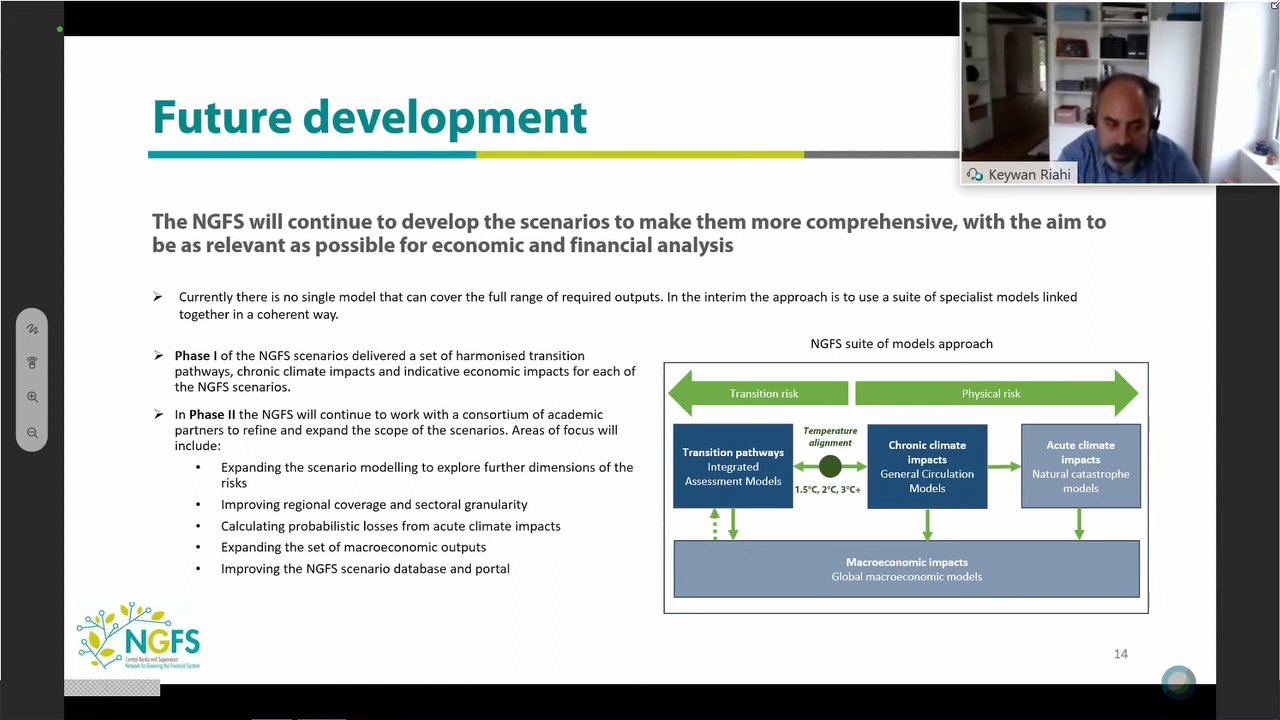 Future development
Keywan Riahi
The NGFS will continue to develop the scenarios to make them more comprehensive, with the aim to
be as relevant as possible for economic and financial analysis
➢ Currently there is no single model that can cover the full range of required outputs. In the interim the approach is to use a suite of specialist models linked
together in a coherent way.
➢ Phase I of the NGFS scenarios delivered a set of harmonised transition
pathways, chronic climate impacts and indicative economic impacts for each of
the NGFS scenarios.
➢ In Phase II the NGFS will continue to work with a consortium of academic
partners to refine and expand the scope of the scenarios. Areas of focus will
include:
• Expanding the scenario modelling to explore further dimensions of the
risks
• Improving regional coverage and sectoral granularity
• Calculating probabilistic losses from acute climate impacts
• Expanding the set of macroeconomic outputs
• Improving the NGFS scenario database and portal
NGFS suite of models approach
Transition risk
Physical risk
Transition pathways
Integrated
Assessment Models
Temperature
alignment
1.5°C, 2°C, 3°C+
Chronic climate
impacts
General Circulation
Models
Acute climate
impacts
Natural catastrophe
models
Macroeconomic impacts
Global macroeconomic models
NGFS
Central Banks and Supervisors
Network for Greening the Financial System
14